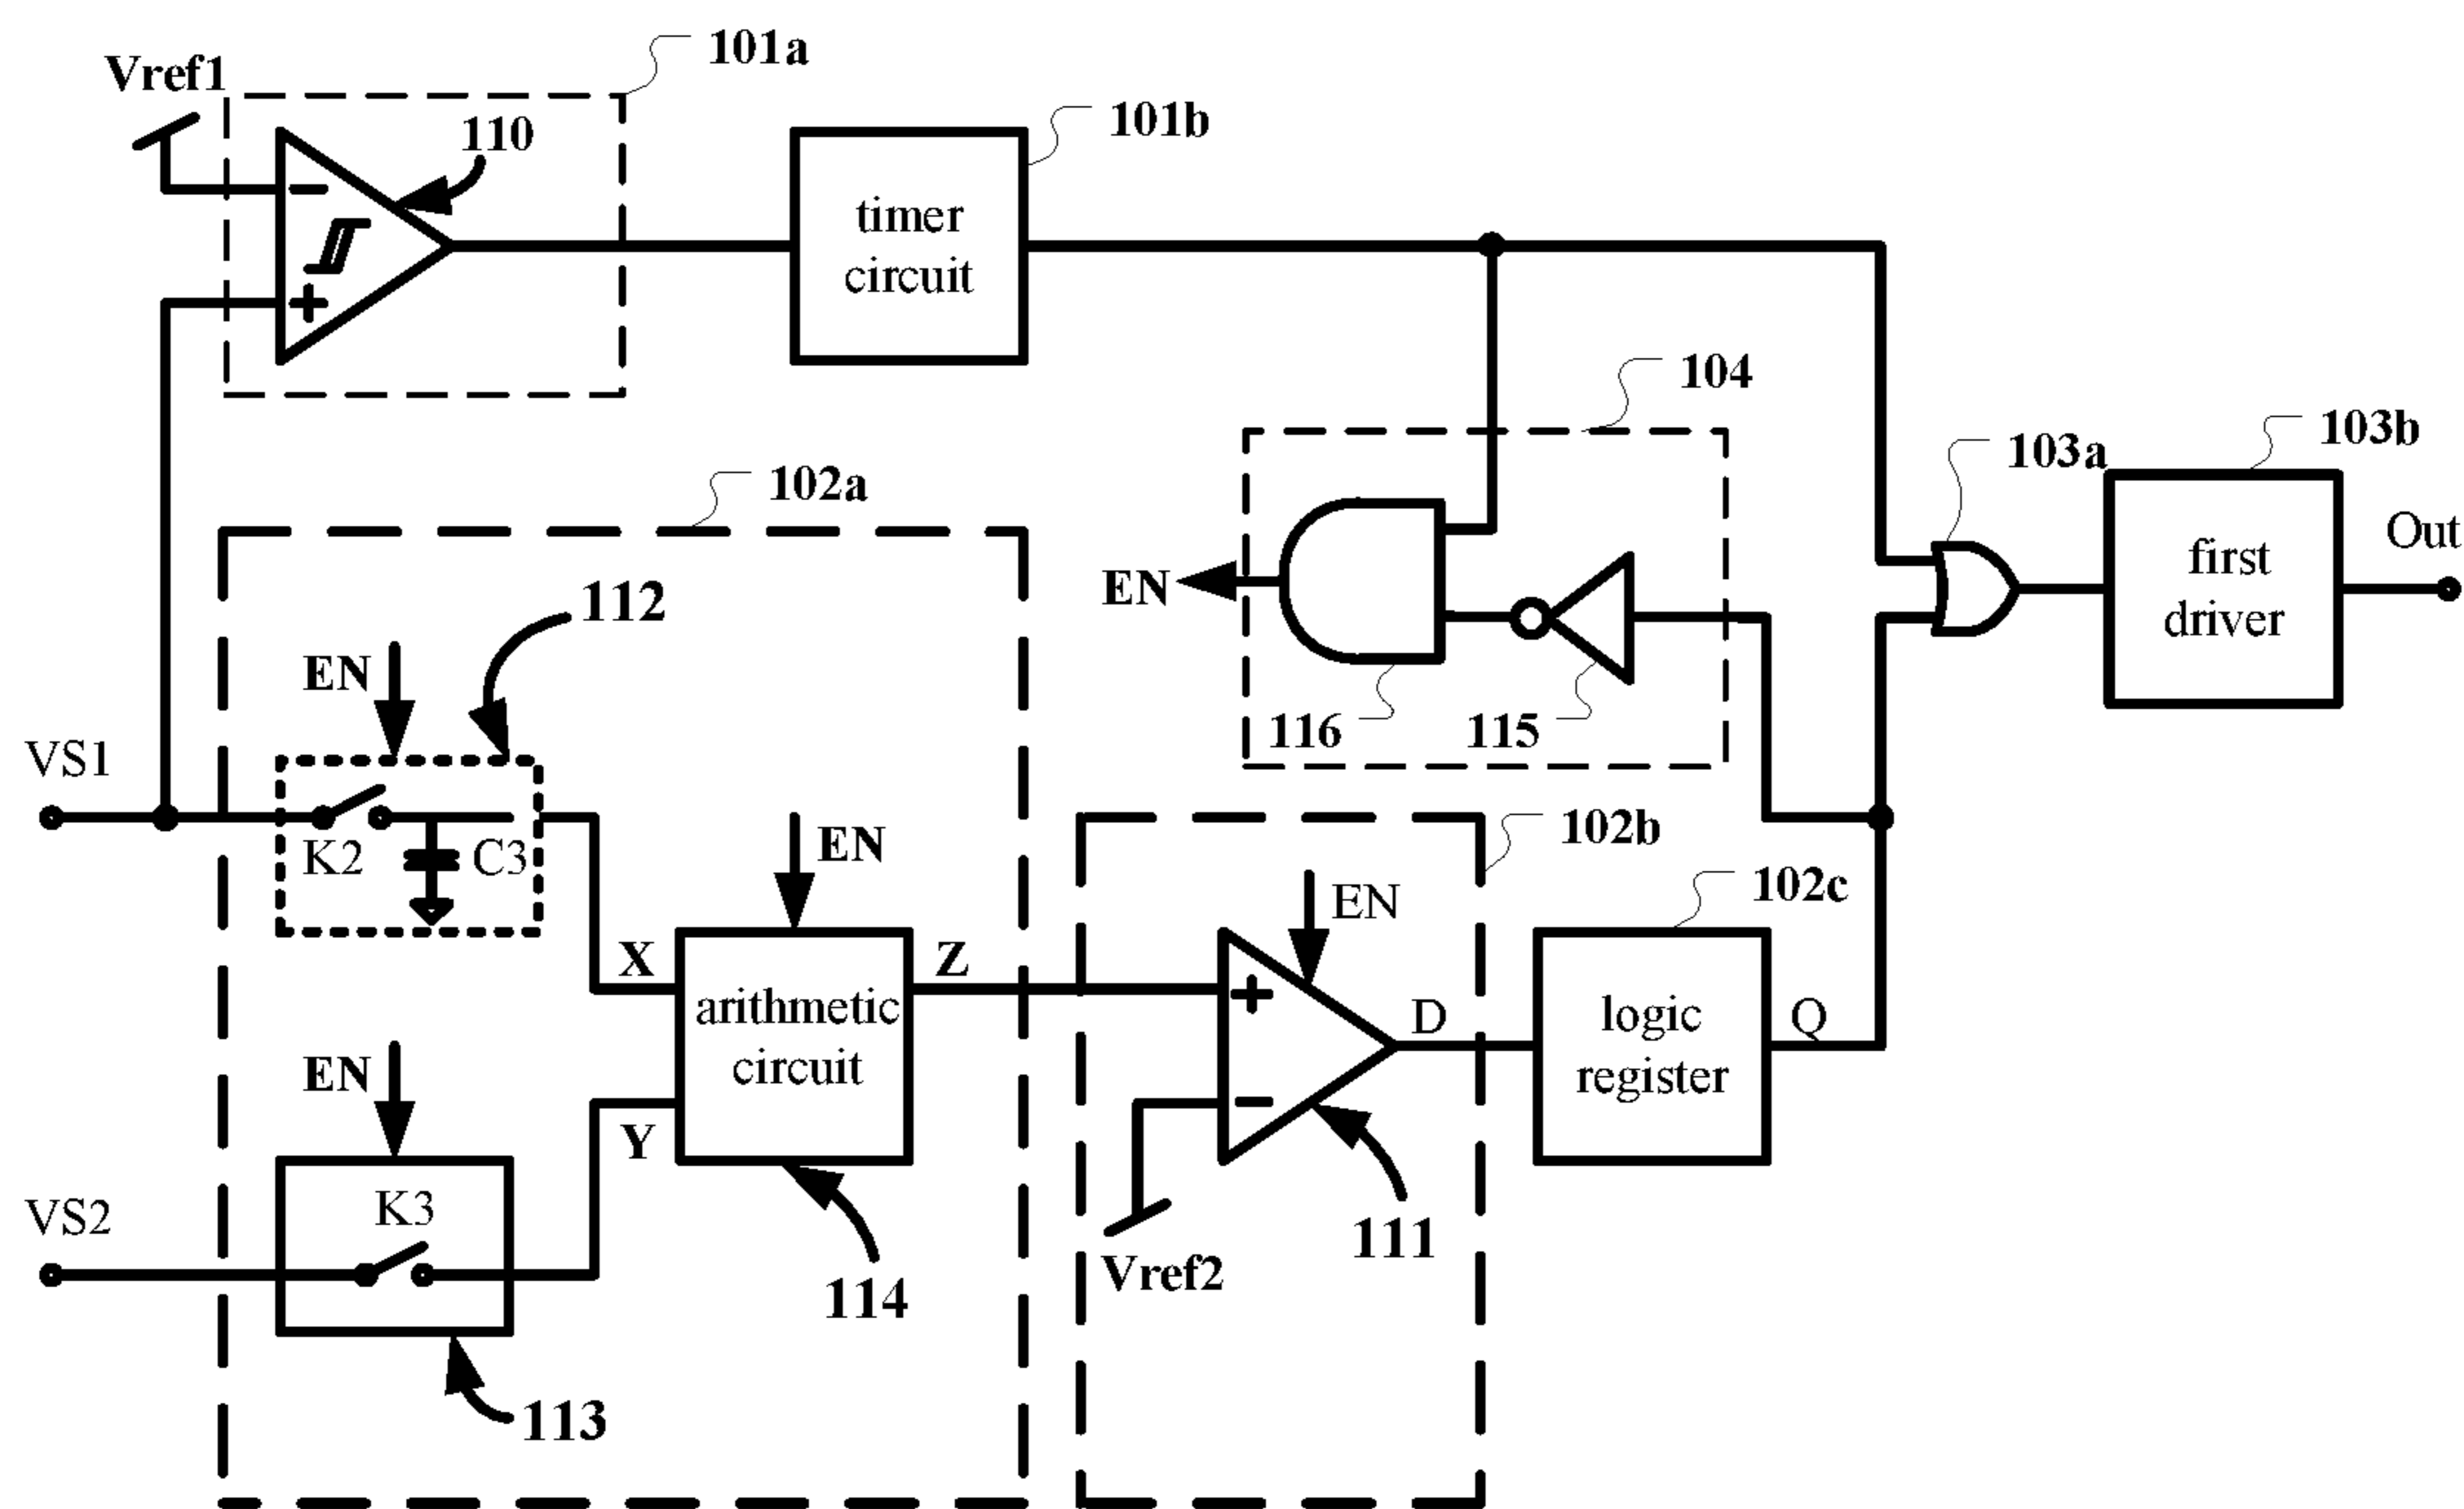 101a
Vref1
110
101b
timer
circuit
104
103a
103b
102a
Out
first
driver
EN
112
EN
116
115
VS1
K2
C3
EN
102b
102c
EN
X
Z
arithmetic
circuit
D
logic
register
Q
EN
Y
K3
VS2
111
Vref2
114
113